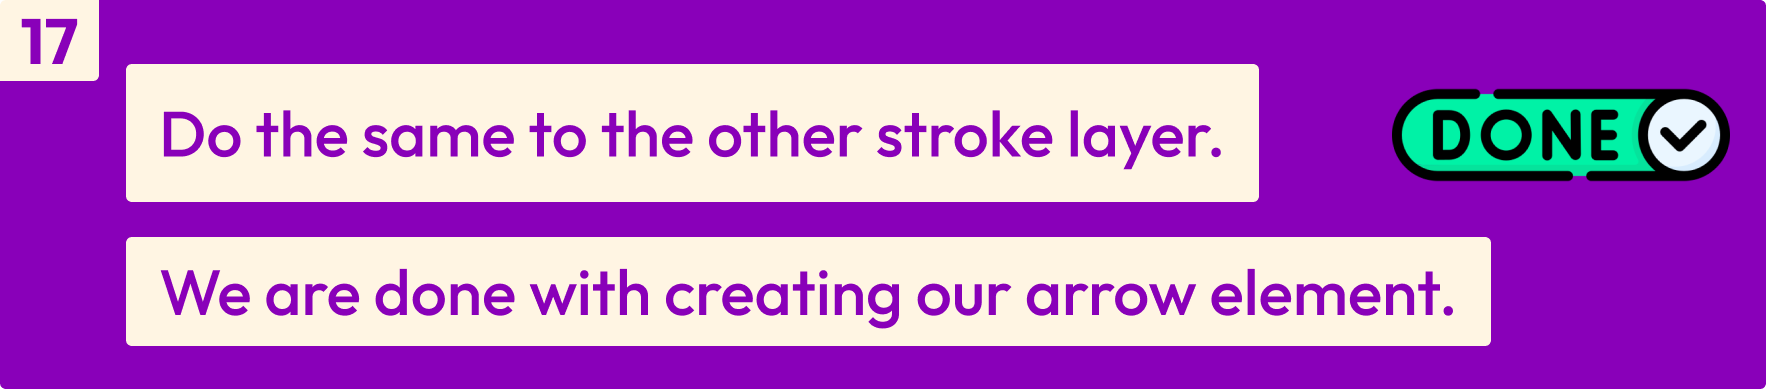 17
Do the same to the other stroke layer.
DONE
We are done with creating our arrow element.